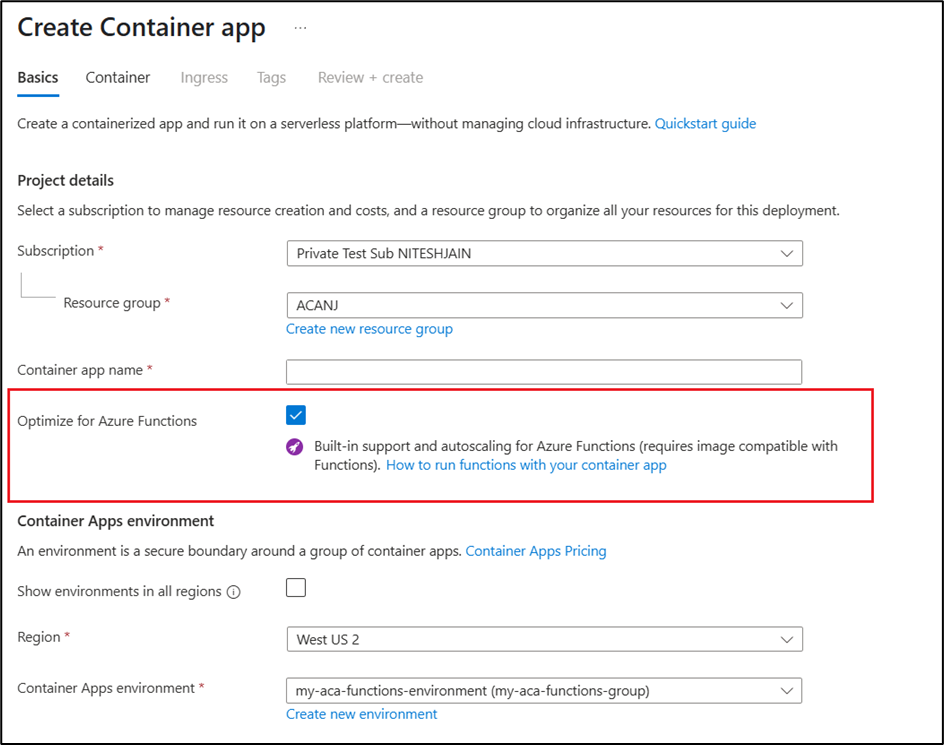 Create Container app ...
Basics Container Ingress Tags Review + create
Create a containerized app and run it on a serverless platform—without managing cloud infrastructure. Quickstart guide
Project details
Select a subscription to manage resource creation and costs, and a resource group to organize all your resources for this deployment.
Subscription * Private Test Sub NITESHJAIN
Resource group * ACANJ
Create new resource group
Container app name *
Optimize for Azure Functions
Built-in support and autoscaling for Azure Functions (requires image compatible with
Functions). How to run functions with your container app
Container Apps environment
An environment is a secure boundary around a group of container apps. Container Apps Pricing
Show environments in all regions
Region * West US 2
Container Apps environment * my-aca-functions-environment (my-aca-functions-group)
Create new environment